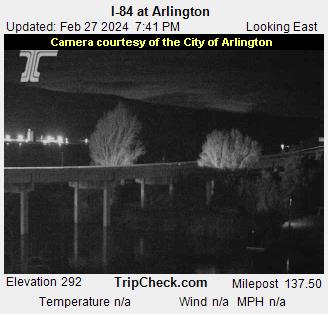 I-84 at Arlington
Updated: Feb 27 2024 7:41 PM Looking East
Camera courtesy of the City of Arlington
Elevation 292 TripCheck.com Milepost 137.50
Temperature n/a Wind n/a MPH n/a